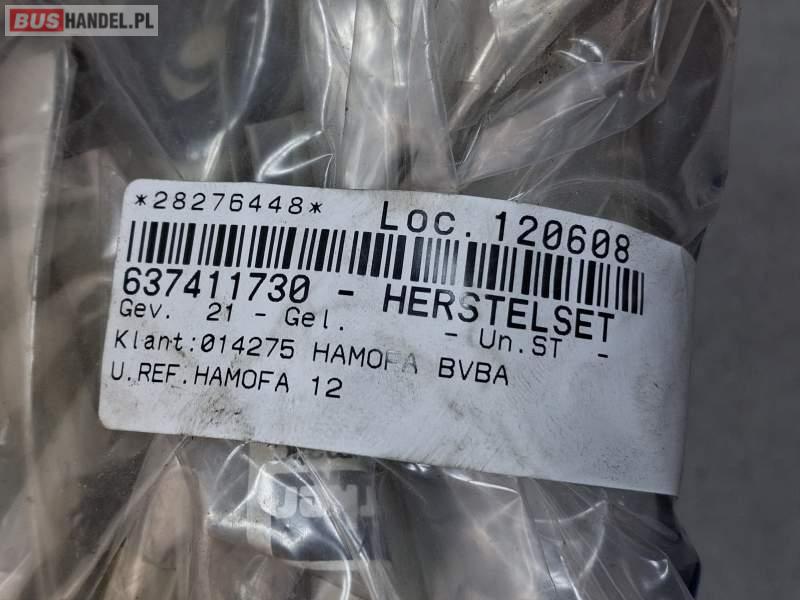 BUSHANDEL.PL
*28276448* Loc. 120608
637411730 - HERSTELSET
Gev. 21 - Gel. - Un.ST -
Klant:014275 HAMOFA BVBA
U.REF.HAMOFA 12